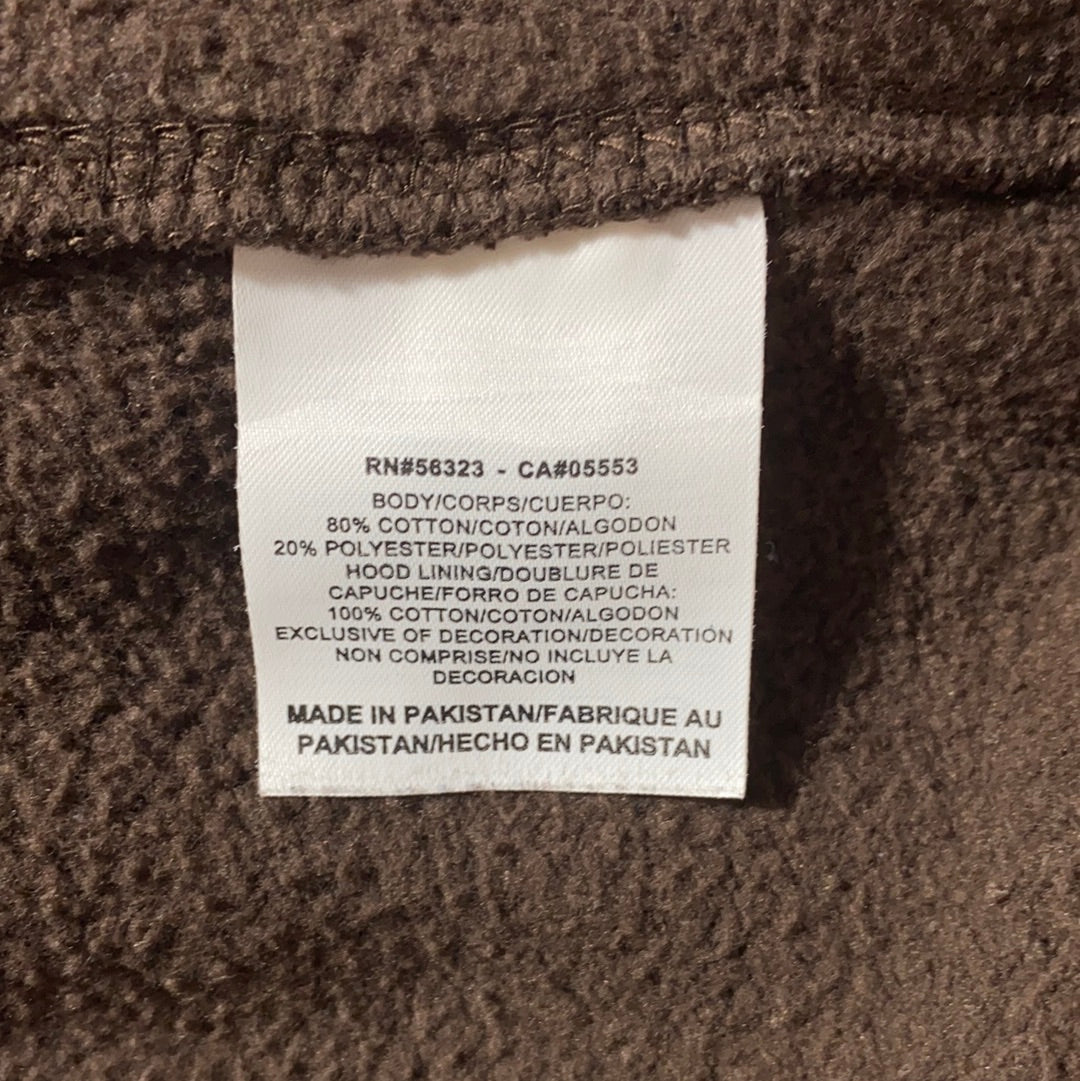 RN#56323 - CA#05553
BODY/CORPS/CUERPO:
80% COTTON/COTON/ALGODON
20% POLYESTER/POLYESTER/POLIESTER
HOOD LINING/DOUBLURE DE
CAPUCHE/FORRO DE CAPUCHA:
100% COTTON/COTON/ALGODON
EXCLUSIVE OF DECORATION/DECORATIÓN
NON COMPRISE/NO INCLUYE LA
DECORACION
MADE IN PAKISTAN/FABRIQUE AU
PAKISTAN/HECHO EN PAKISTAN